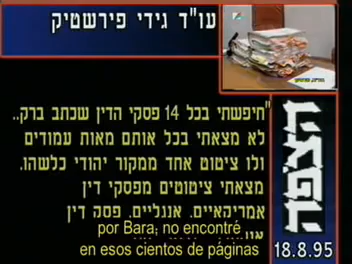 עו"ד גידי פירשטיק
"חיפשתי בכל 14 פסקי הדין שכתב ברק..
לא מצאתי בכל אותם מאות עמודים
ולו ציטוט אחד ממקור יהודי כלשהו.
מצאתי ציטוטים מפסקי דין
אמריקאיים. אנגליים. פסק דין
הצפה
18.8.95
por Bara; no encontré
en esos cientos de páginas